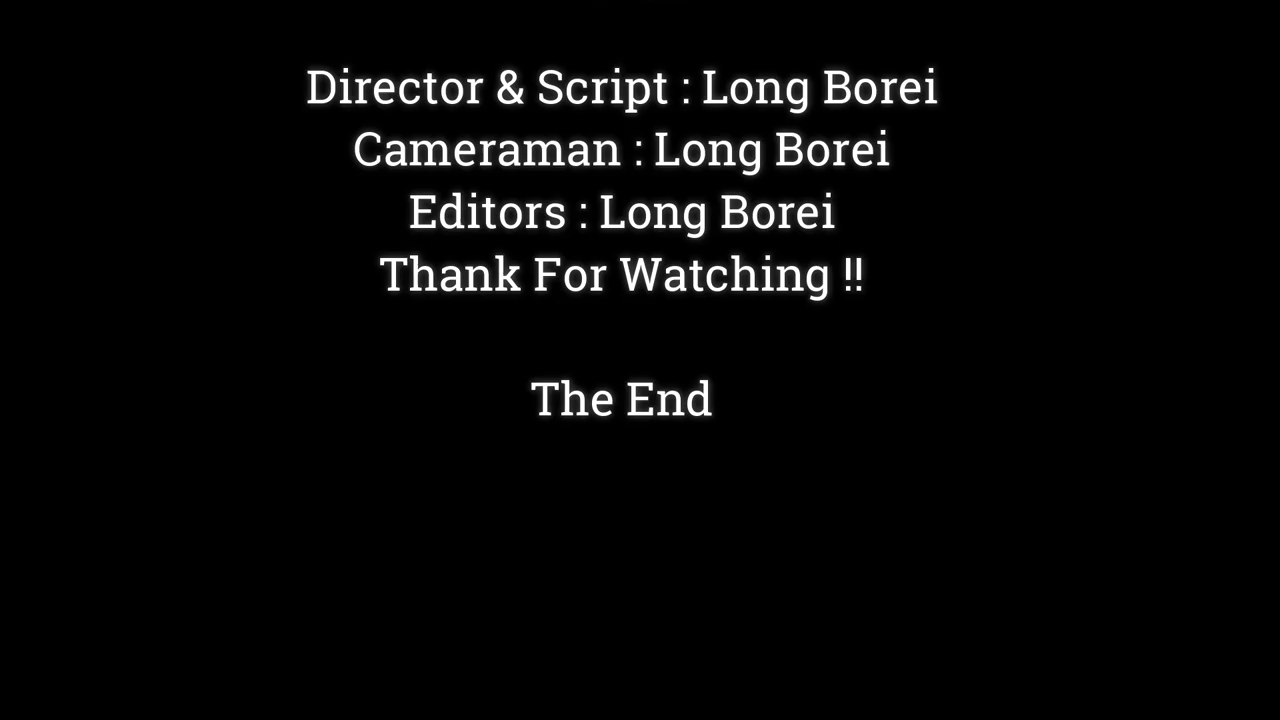 Director & Script : Long Borei
Cameraman : Long Borei
Editors : Long Borei
Thank For Watching !!
The End